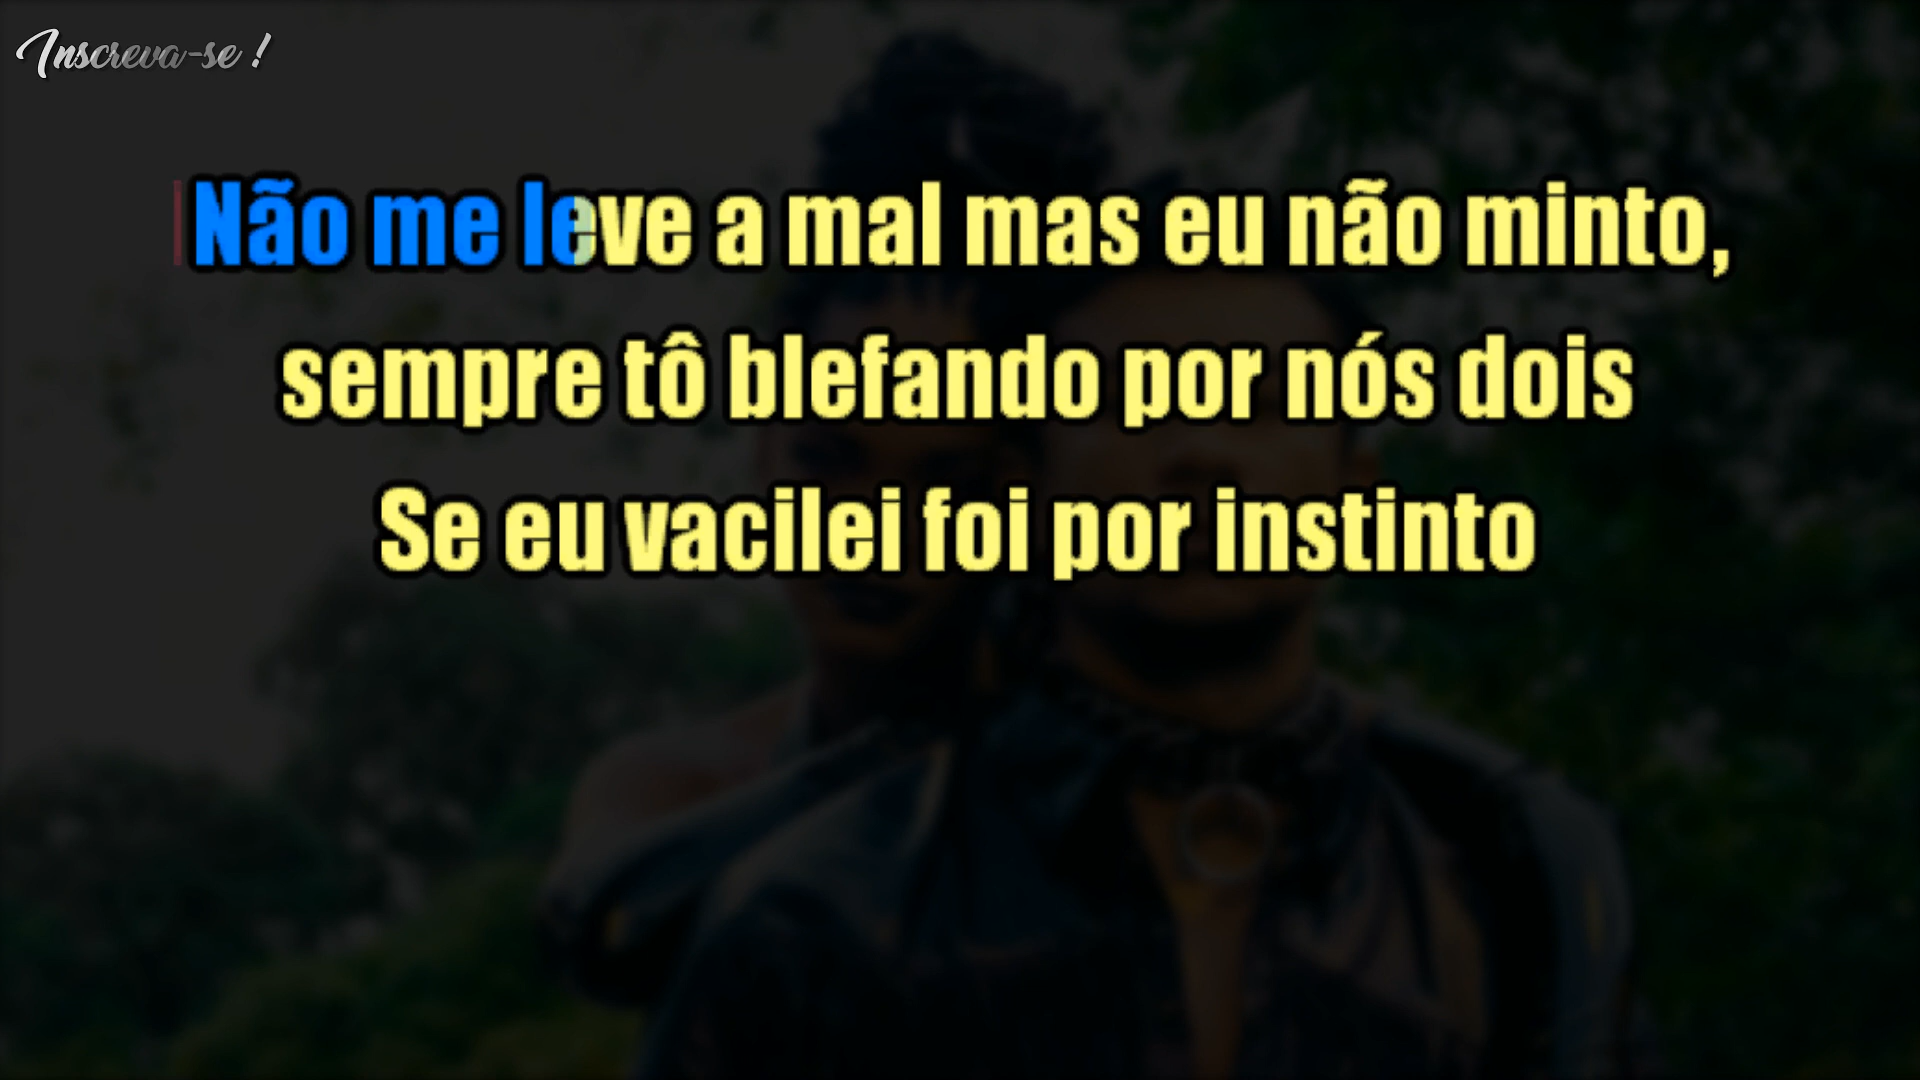 Inscreva-se !
Não me leve a mal mas eu não minto,
sempre tô blefando por nós dois
Se eu vacilei foi por instinto